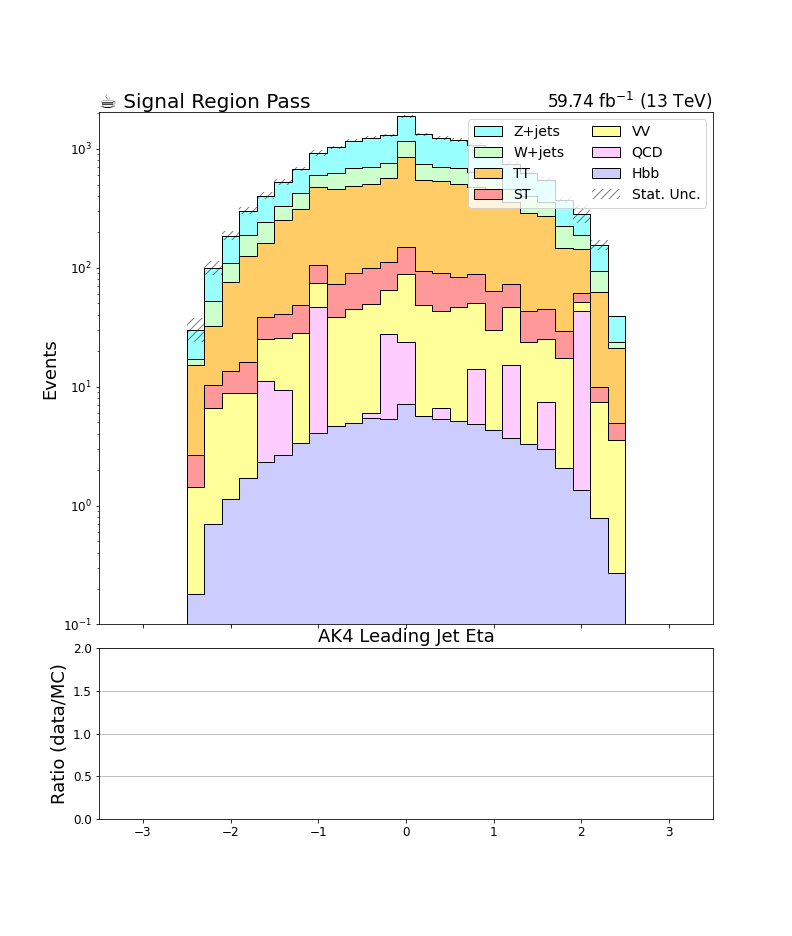 ☕ Signal Region Pass
59.74 fb⁻¹ (13 TeV)
Z+jets
W+jets
TT
ST
VV
QCD
Hbb
Stat. Unc.
Events
10³
10²
10¹
10⁰
10⁻¹
AK4 Leading Jet Eta
Ratio (data/MC)
2.0
1.5
1.0
0.5
0.0
−3 −2 −1 0 1 2 3